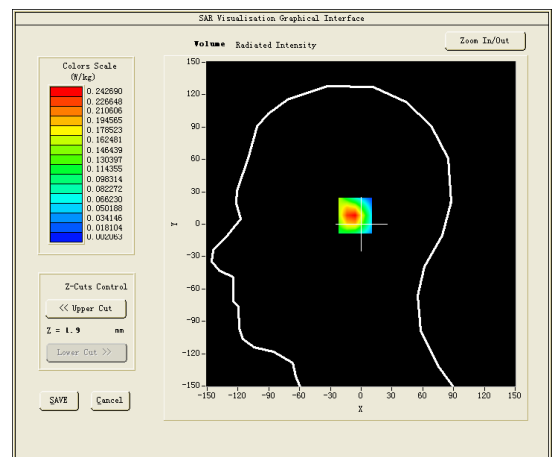 SAR Visualisation Graphical Interface
Volume Radiated Intensity
Zoom In/Out
Colors Scale
(W/kg)
0.242690
0.226648
0.210606
0.194565
0.178523
0.162481
0.146439
0.130397
0.114355
0.098314
0.082272
0.066230
0.050188
0.034146
0.018104
0.002063
Z-Cuts Control
<< Upper Cut
Z = 1.9 mm
Lower Cut >>
SAVE Cancel
150
120
90
60
30
0
-30
-60
-90
-120
-150
Y
-150 -120 -90 -60 -30 0 30 60 90 120 150
X